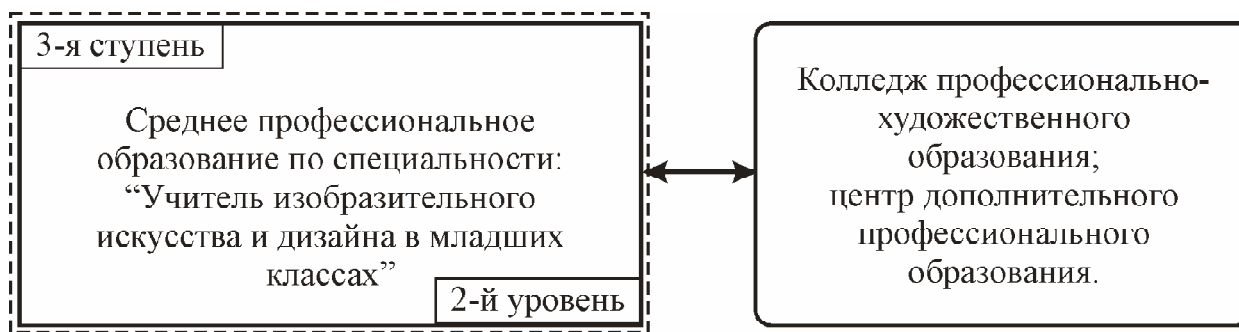 3-я ступень
Среднее профессиональное
образование по специальности:
“Учитель изобразительного
искусства и дизайна в младших
классах”
2-й уровень
Колледж профессионально-
художественного
образования;
центр дополнительного
профессионального
образования.